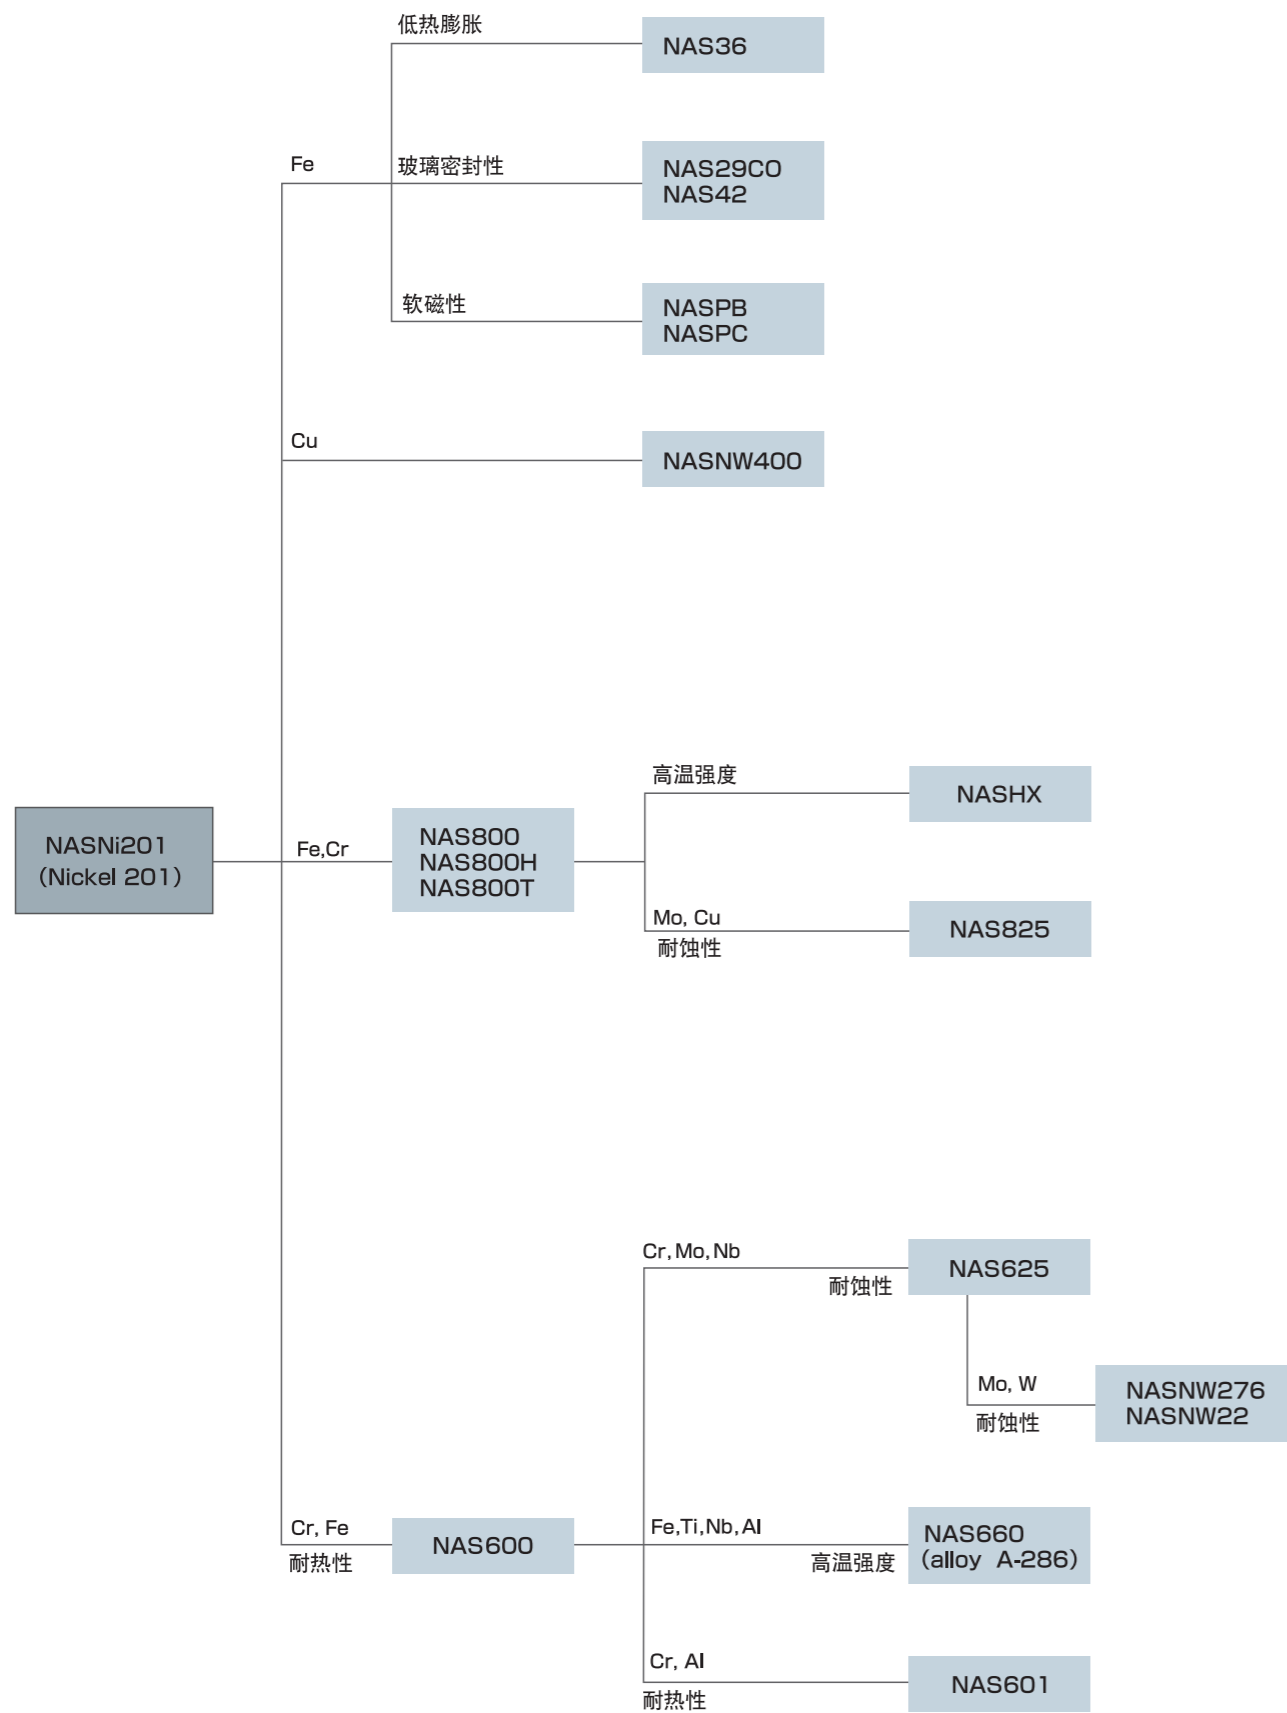 低热膨胀
NAS36
Fe
玻璃密封性
NAS29CO
NAS42
软磁性
NASPB
NASPC
Cu
NASNW400
NASNi201
(Nickel 201)
Fe,Cr
NAS800
NAS800H
NAS800T
高温强度
NASHX
Mo, Cu
耐蚀性
NAS825
Cr, Fe
耐热性
NAS600
Cr, Mo, Nb
耐蚀性
NAS625
Mo, W
耐蚀性
NASNW276
NASNW22
Fe,Ti,Nb,Al
高温强度
NAS660
(alloy A-286)
Cr, Al
耐热性
NAS601